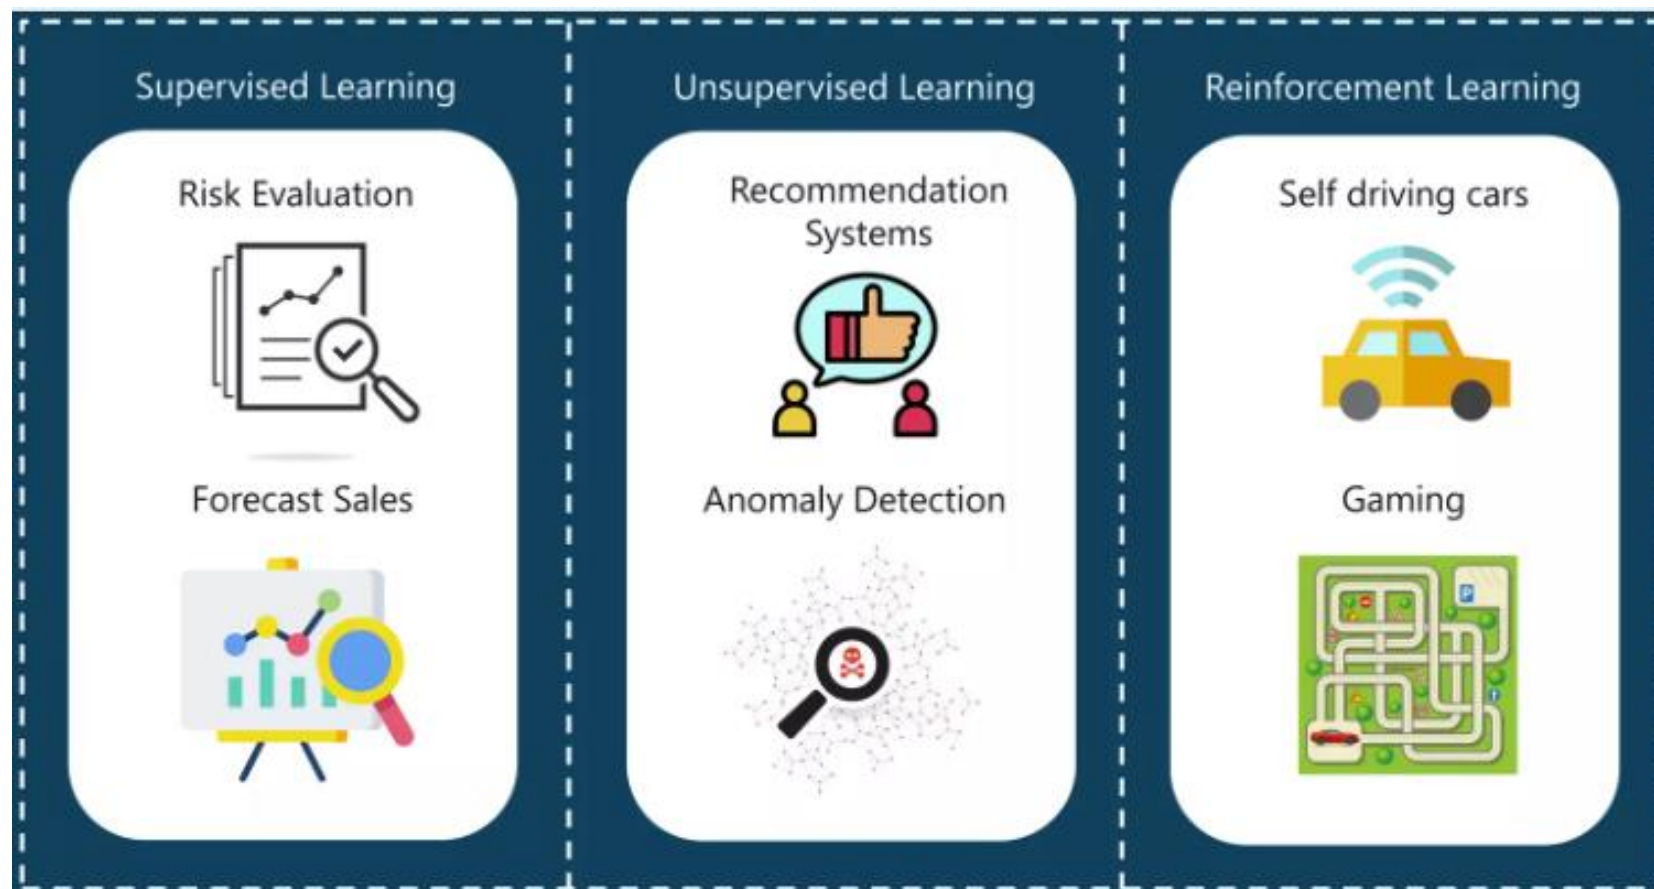 Supervised Learning
Risk Evaluation
Forecast Sales
Unsupervised Learning
Recommendation
Systems
Anomaly Detection
Reinforcement Learning
Self driving cars
Gaming
P